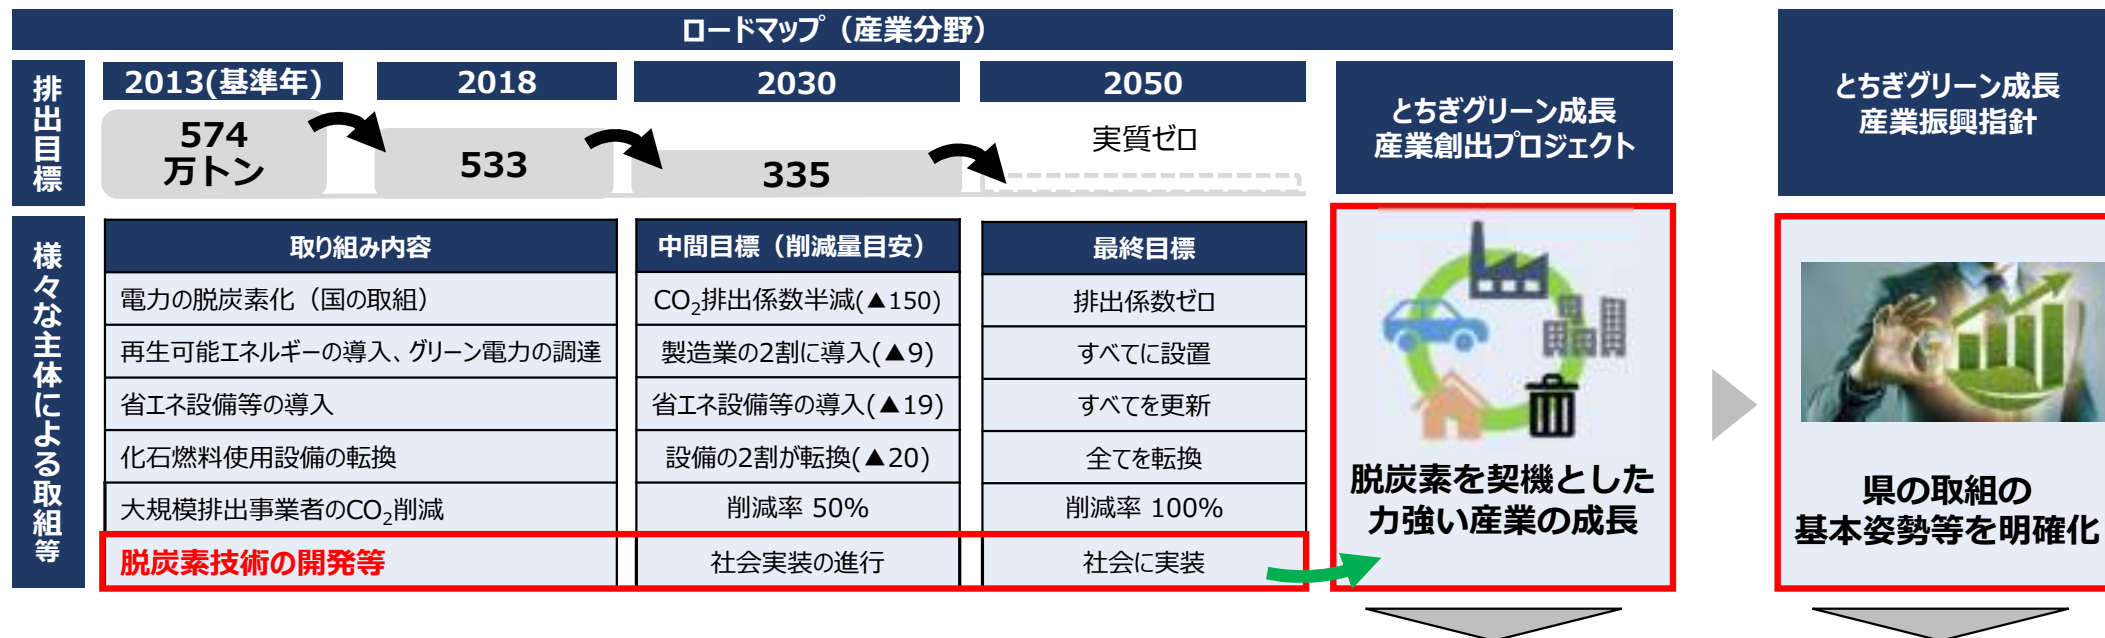 ロードマップ（産業分野）
排出目標
2013(基準年)
2018
2030
2050
574
万トン
533
335
実質ゼロ
様々な主体による取組等
取り組み内容
中間目標（削減量目安）
最終目標
電力の脱炭素化（国の取組）
CO₂排出係数半減(▲150)
排出係数ゼロ
再生可能エネルギーの導入、グリーン電力の調達
製造業の2割に導入(▲9)
すべてに設置
省エネ設備等の導入
省エネ設備等の導入(▲19)
すべてを更新
化石燃料使用設備の転換
設備の2割が転換(▲20)
全てを転換
大規模排出事業者のCO₂削減
削減率 50%
削減率 100%
脱炭素技術の開発等
社会実装の進行
社会に実装
とちぎグリーン成長
産業創出プロジェクト
脱炭素を契機とした
力強い産業の成長
とちぎグリーン成長
産業振興指針
県の取組の
基本姿勢等を明確化